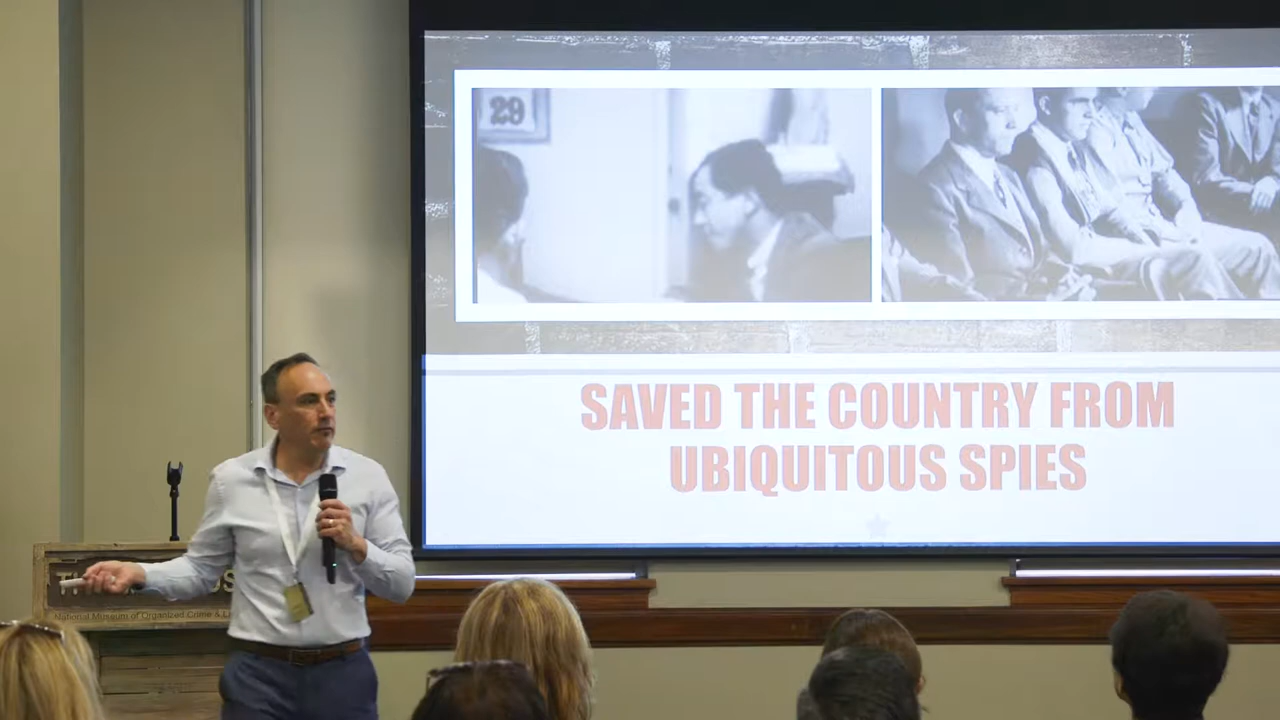 29
SAVED THE COUNTRY FROM
UBIQUITOUS SPIES
National Museum of Organized Crime &